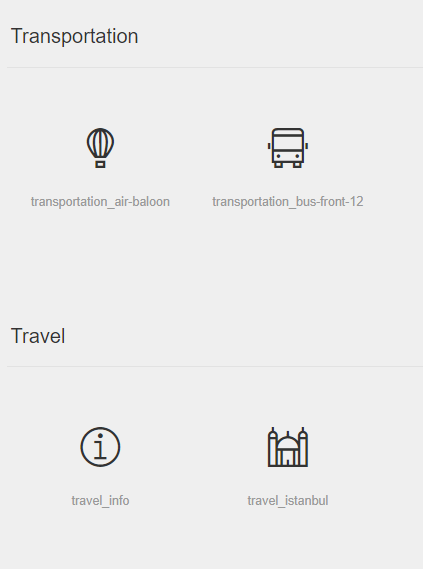 Transportation
transportation_air-baloon
transportation_bus-front-12
Travel
travel_info
travel_istanbul